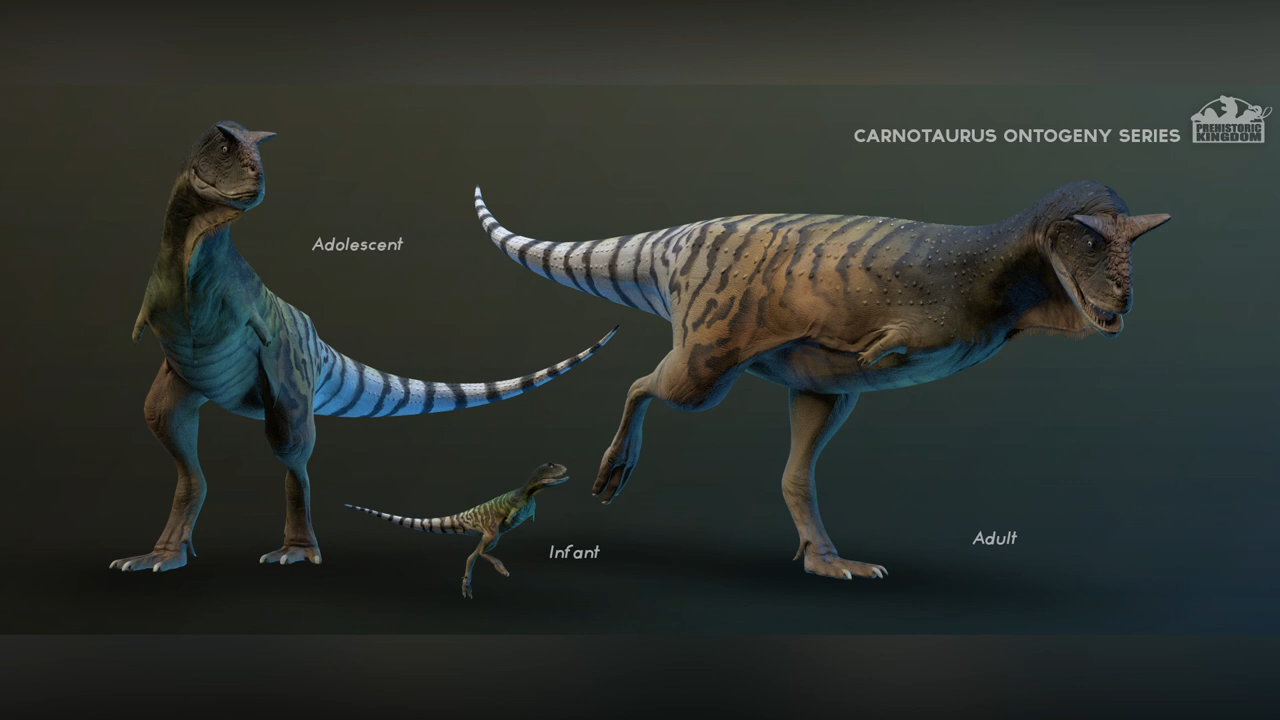 CARNOTAURUS ONTOGENY SERIES
PREHISTORIC
KINGDOM
Adolescent
Infant
Adult